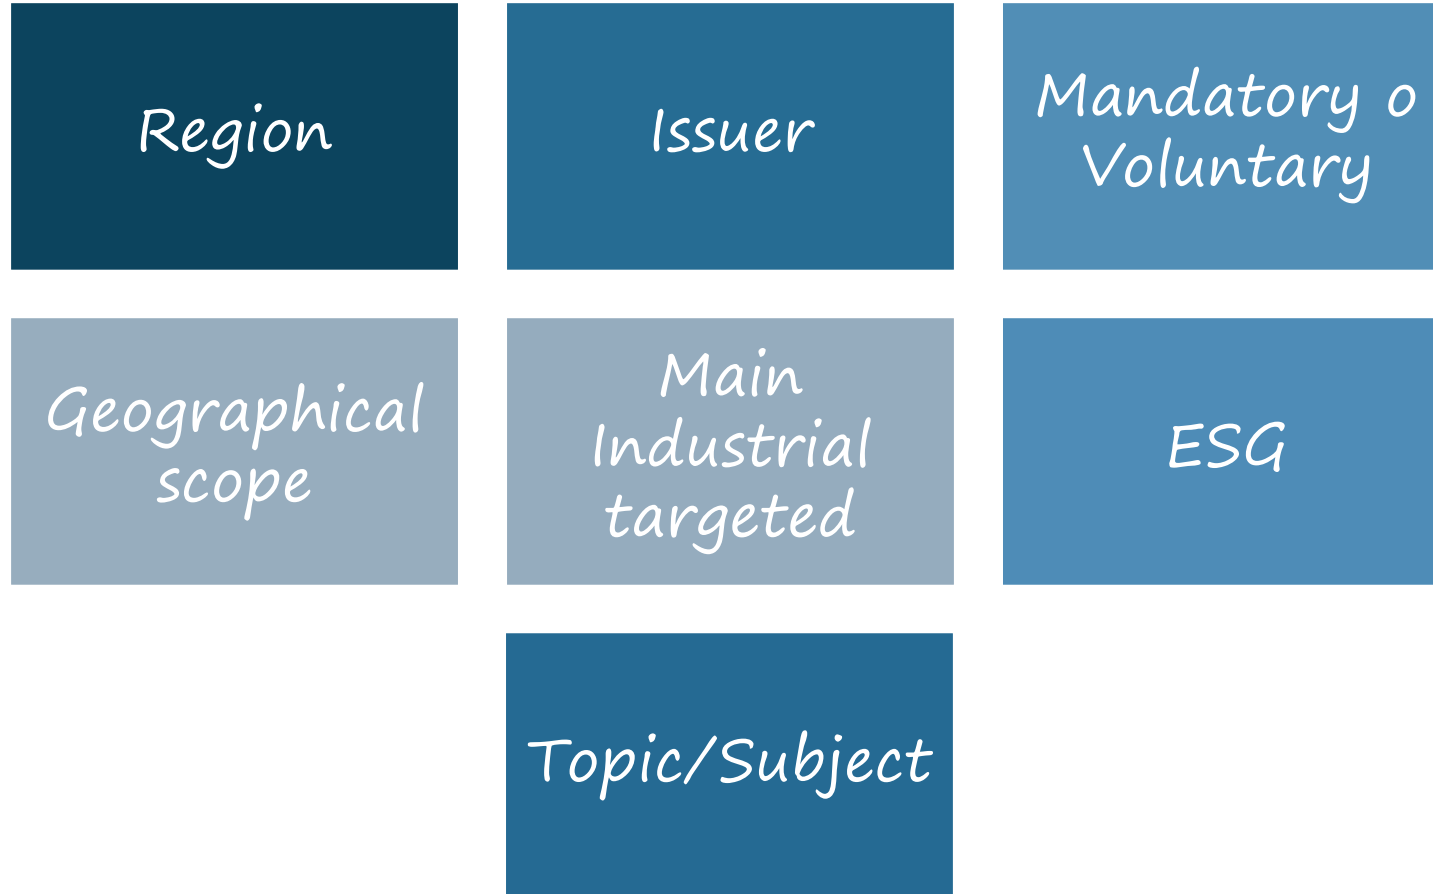 Region
Issuer
Mandatory o
Voluntary
Geographical
scope
Main
Industrial
targeted
ESG
Topic/Subject